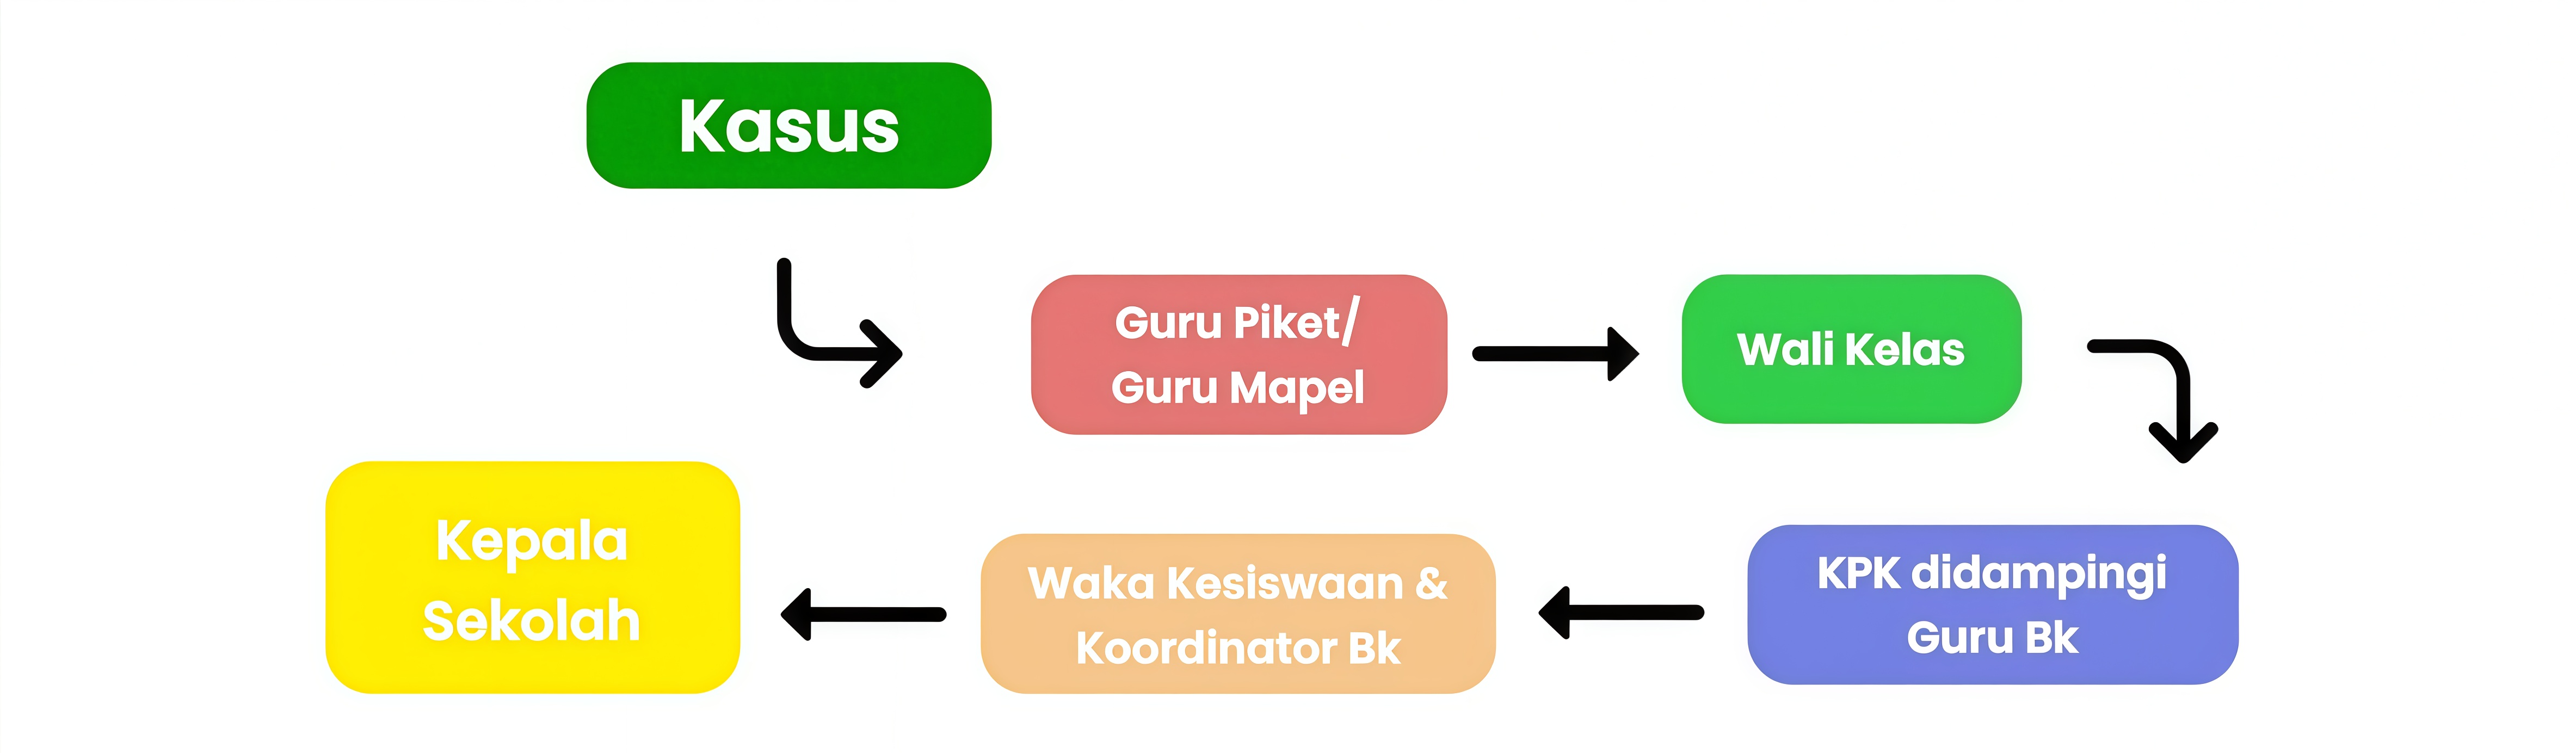 Kasus
Guru Piket/
Guru Mapel
Wali Kelas
KPK didampingi
Guru Bk
Waka Kesiswaan &
Koordinator Bk
Kepala
Sekolah